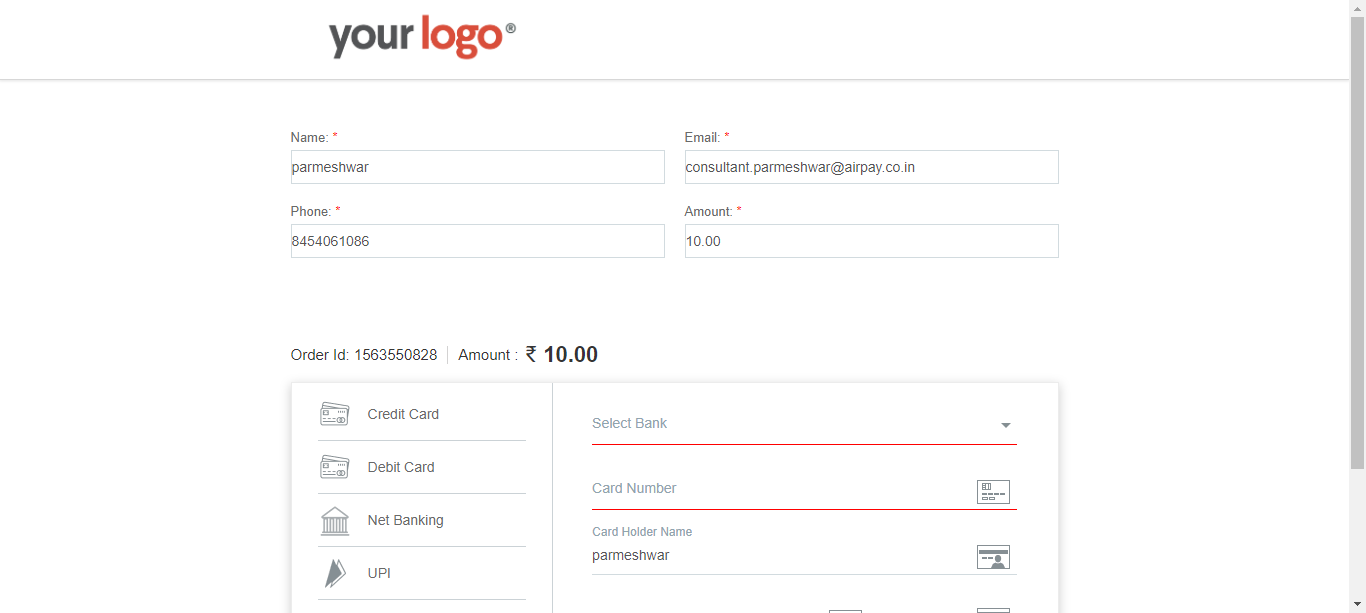 your logo®
Name: *
Email: *
parmeshwar
consultant.parmeshwar@airpay.co.in
Phone: *
Amount: *
8454061086
10.00
Order Id: 1563550828 Amount : ₹ 10.00
Credit Card
Debit Card
Net Banking
UPI
Select Bank
Card Number
Card Holder Name
parmeshwar